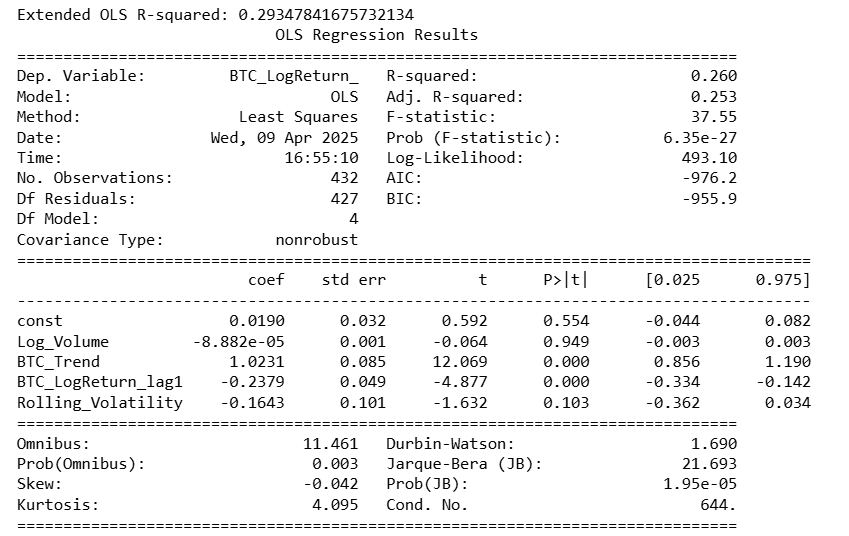 Extended OLS R-squared: 0.29347841675732134
OLS Regression Results
==============================================================================
Dep. Variable: BTC_LogReturn_ R-squared: 0.260
Model: OLS Adj. R-squared: 0.253
Method: Least Squares F-statistic: 37.55
Date: Wed, 09 Apr 2025 Prob (F-statistic): 6.35e-27
Time: 16:55:10 Log-Likelihood: 493.10
No. Observations: 432 AIC: -976.2
Df Residuals: 427 BIC: -955.9
Df Model: 4
Covariance Type: nonrobust
======================================================================================
coef std err t P>|t| [0.025 0.975]
--------------------------------------------------------------------------------------
const 0.0190 0.032 0.592 0.554 -0.044 0.082
Log_Volume -8.882e-05 0.001 -0.064 0.949 -0.003 0.003
BTC_Trend 1.0231 0.085 12.069 0.000 0.856 1.190
BTC_LogReturn_lag1 -0.2379 0.049 -4.877 0.000 -0.334 -0.142
Rolling_Volatility -0.1643 0.101 -1.632 0.103 -0.362 0.034
==============================================================================
Omnibus: 11.461 Durbin-Watson: 1.690
Prob(Omnibus): 0.003 Jarque-Bera (JB): 21.693
Skew: -0.042 Prob(JB): 1.95e-05
Kurtosis: 4.095 Cond. No. 644.
==============================================================================